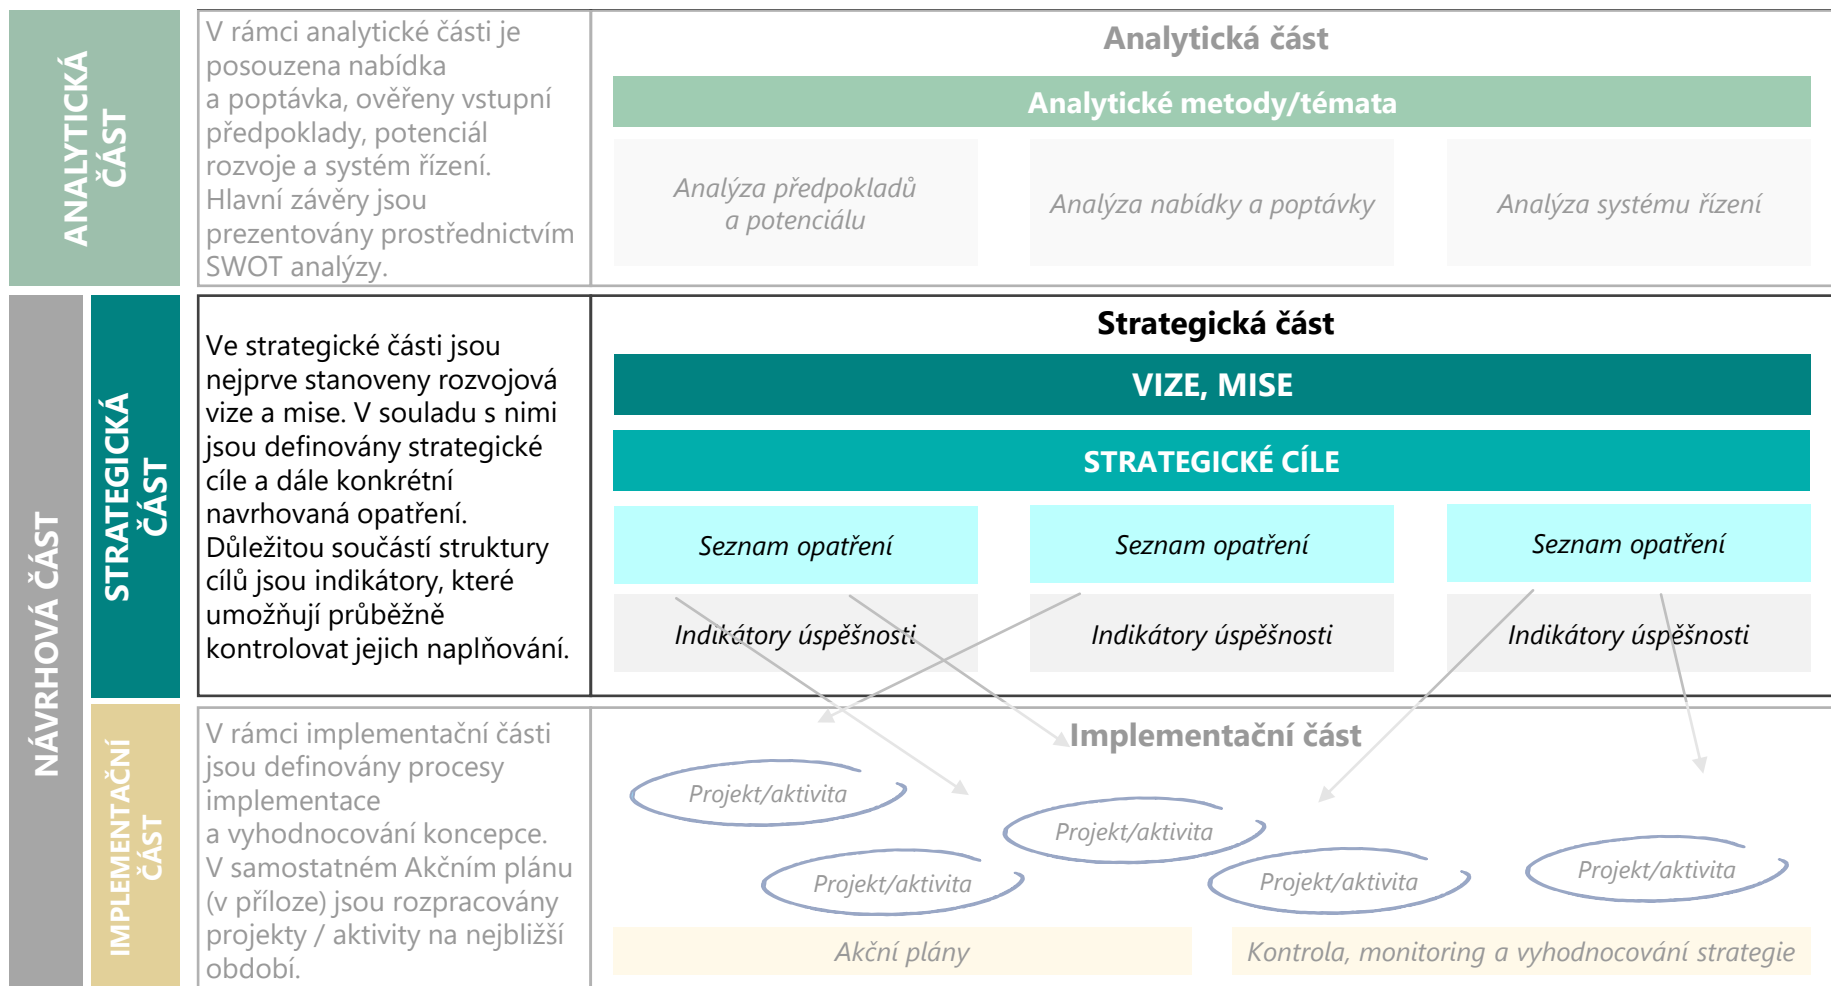 ANALYTICKÁ
ČÁST
V rámci analytické části je
posouzena nabídka
a poptávka, ověřeny vstupní
předpoklady, potenciál
rozvoje a systém řízení.
Hlavní závěry jsou
prezentovány prostřednictvím
SWOT analýzy.
Analytická část
Analytické metody/témata
Analýza předpokladů
a potenciálu
Analýza nabídky a poptávky
Analýza systému řízení
NÁVRHOVÁ ČÁST
STRATEGICKÁ
ČÁST
Ve strategické části jsou
nejprve stanoveny rozvojová
vize a mise. V souladu s nimi
jsou definovány strategické
cíle a dále konkrétní
navrhovaná opatření.
Důležitou součástí struktury
cílů jsou indikátory, které
umožňují průběžně
kontrolovat jejich naplňování.
Strategická část
VIZE, MISE
STRATEGICKÉ CÍLE
Seznam opatření
Seznam opatření
Seznam opatření
Indikátory úspěšnosti
Indikátory úspěšnosti
Indikátory úspěšnosti
IMPLEMENTAČNÍ
ČÁST
V rámci implementační části
jsou definovány procesy
implementace
a vyhodnocování koncepce.
V samostatném Akčním plánu
(v příloze) jsou rozpracovány
projekty / aktivity na nejbližší
období.
Implementační část
Projekt/aktivita
Projekt/aktivita
Projekt/aktivita
Projekt/aktivita
Projekt/aktivita
Akční plány
Kontrola, monitoring a vyhodnocování strategie